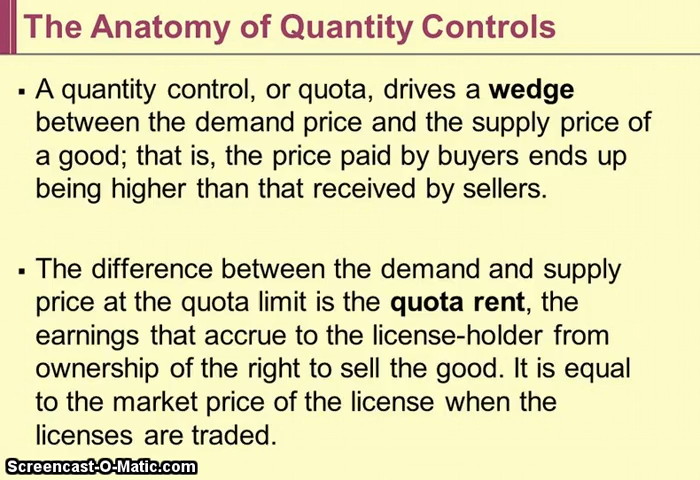 The Anatomy of Quantity Controls
▪ A quantity control, or quota, drives a wedge
between the demand price and the supply price of
a good; that is, the price paid by buyers ends up
being higher than that received by sellers.
▪ The difference between the demand and supply
price at the quota limit is the quota rent, the
earnings that accrue to the license-holder from
ownership of the right to sell the good. It is equal
to the market price of the license when the
licenses are traded.
Screencast-O-Matic.com